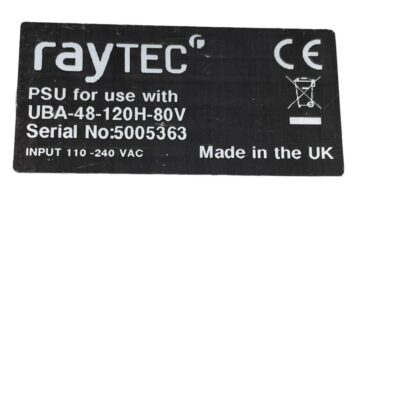 rayTEC
CE
PSU for use with
UBA-48-120H-80V
Serial No:5005363
INPUT 110 -240 VAC
Made in the UK